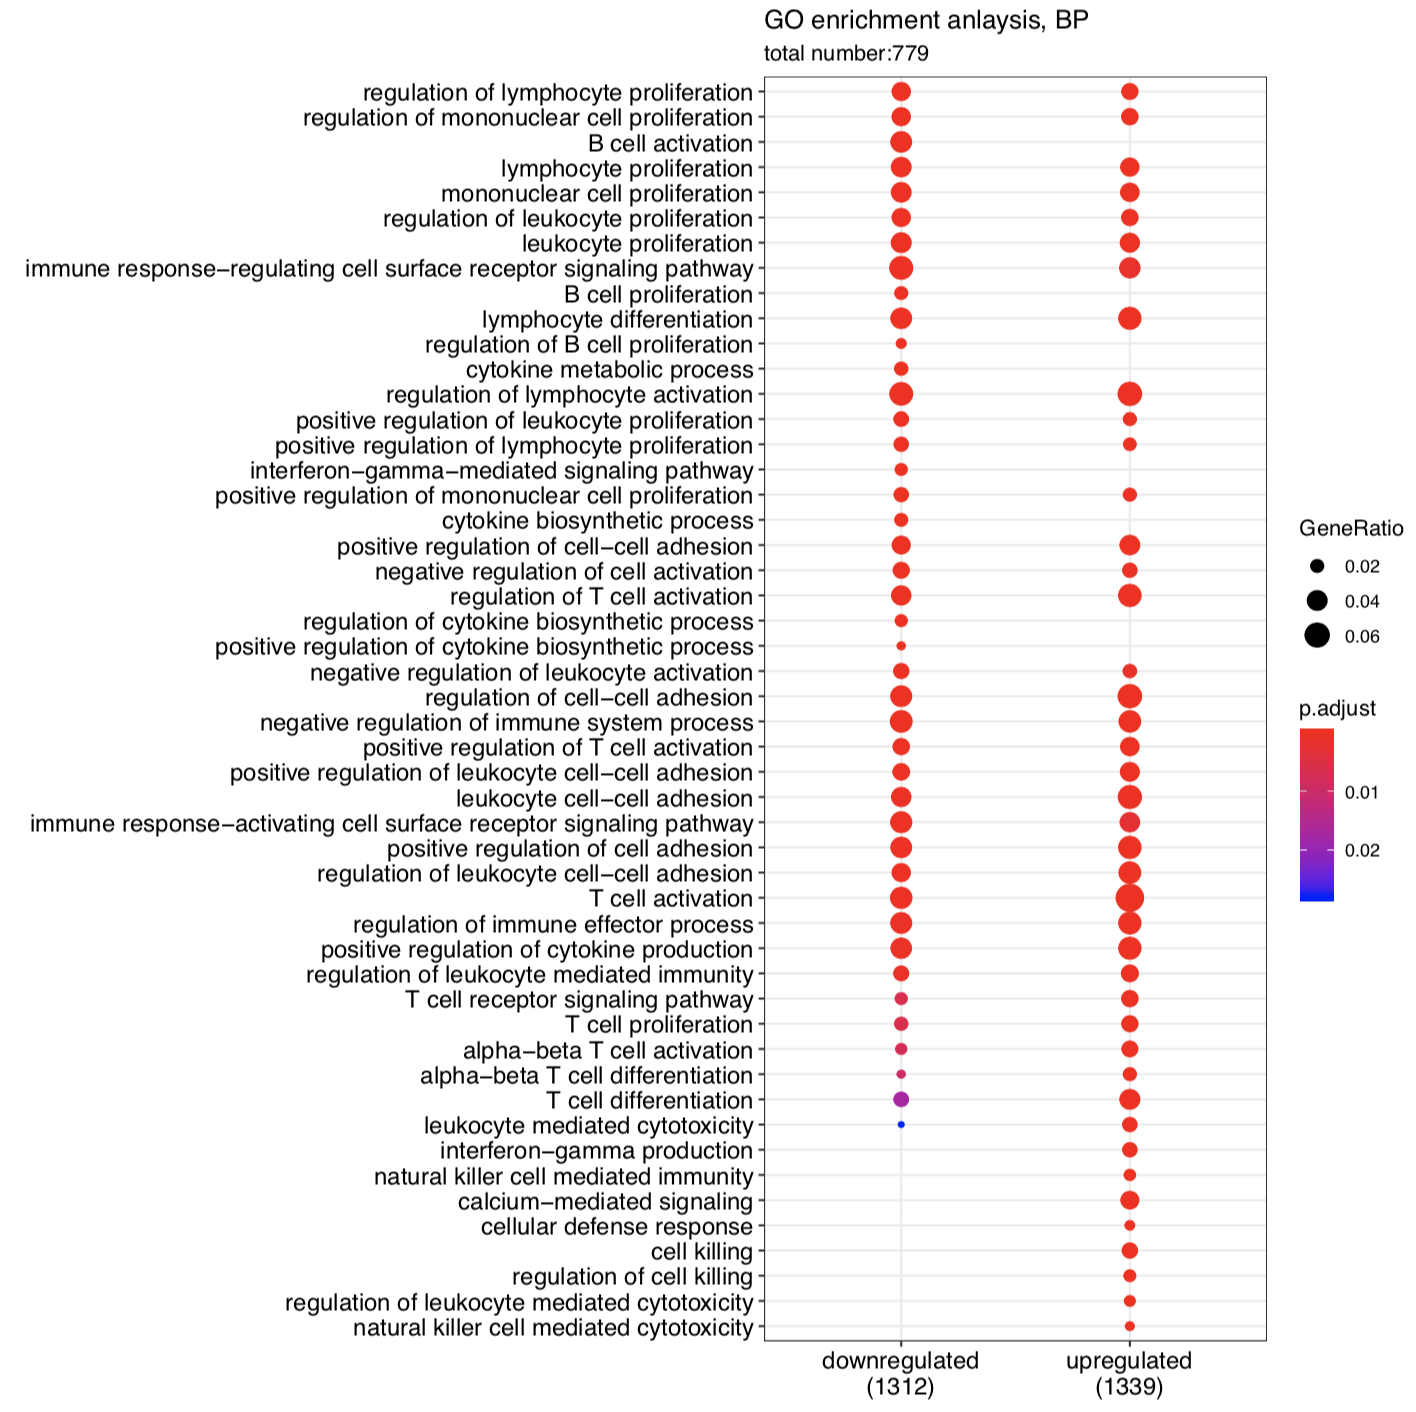 GO enrichment anlaysis, BP
total number:779
regulation of lymphocyte proliferation
regulation of mononuclear cell proliferation
B cell activation
lymphocyte proliferation
mononuclear cell proliferation
regulation of leukocyte proliferation
leukocyte proliferation
immune response−regulating cell surface receptor signaling pathway
B cell proliferation
lymphocyte differentiation
regulation of B cell proliferation
cytokine metabolic process
regulation of lymphocyte activation
positive regulation of leukocyte proliferation
positive regulation of lymphocyte proliferation
interferon−gamma−mediated signaling pathway
positive regulation of mononuclear cell proliferation
cytokine biosynthetic process
positive regulation of cell−cell adhesion
negative regulation of cell activation
regulation of T cell activation
regulation of cytokine biosynthetic process
positive regulation of cytokine biosynthetic process
negative regulation of leukocyte activation
regulation of cell−cell adhesion
negative regulation of immune system process
positive regulation of T cell activation
positive regulation of leukocyte cell−cell adhesion
leukocyte cell−cell adhesion
immune response−activating cell surface receptor signaling pathway
positive regulation of cell adhesion
regulation of leukocyte cell−cell adhesion
T cell activation
regulation of immune effector process
positive regulation of cytokine production
regulation of leukocyte mediated immunity
T cell receptor signaling pathway
T cell proliferation
alpha−beta T cell activation
alpha−beta T cell differentiation
T cell differentiation
leukocyte mediated cytotoxicity
interferon−gamma production
natural killer cell mediated immunity
calcium−mediated signaling
cellular defense response
cell killing
regulation of cell killing
regulation of leukocyte mediated cytotoxicity
natural killer cell mediated cytotoxicity
downregulated
(1312)
upregulated
(1339)
GeneRatio
0.02
0.04
0.06
p.adjust
0.01
0.02